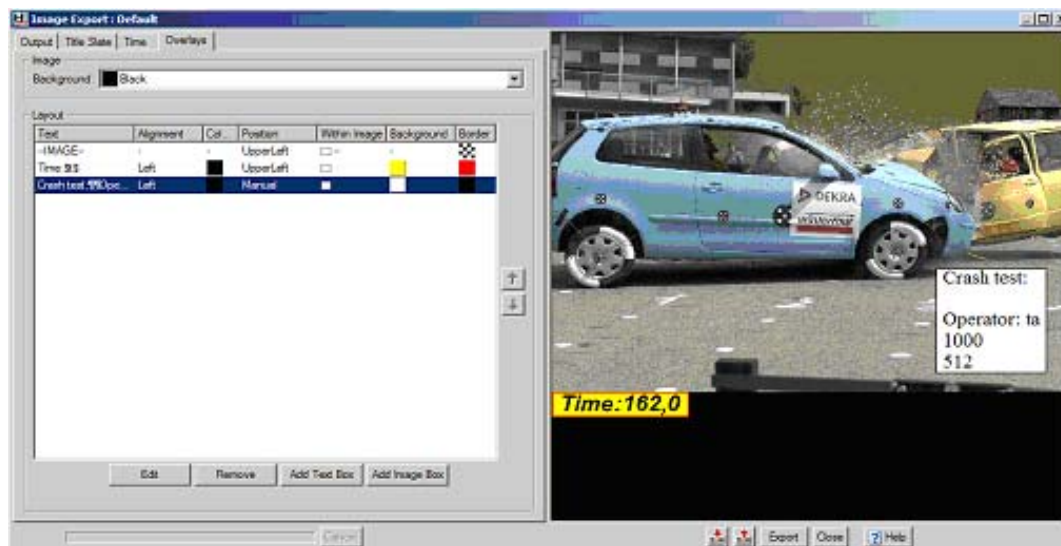 Image Export : Default
Output Title Slate Time Overlays
Image
Background: Black
Layout
Text Alignment Col... Position Within Image Background Border
-IMAGE- - - UpperLeft - -
Left UpperLeft
Left Manual
Edit Remove Add Text Box Add Image Box
Cancel
DEKRA
Crash test:
Operator: ta
1000
512
Time:162,0
Export Close Help